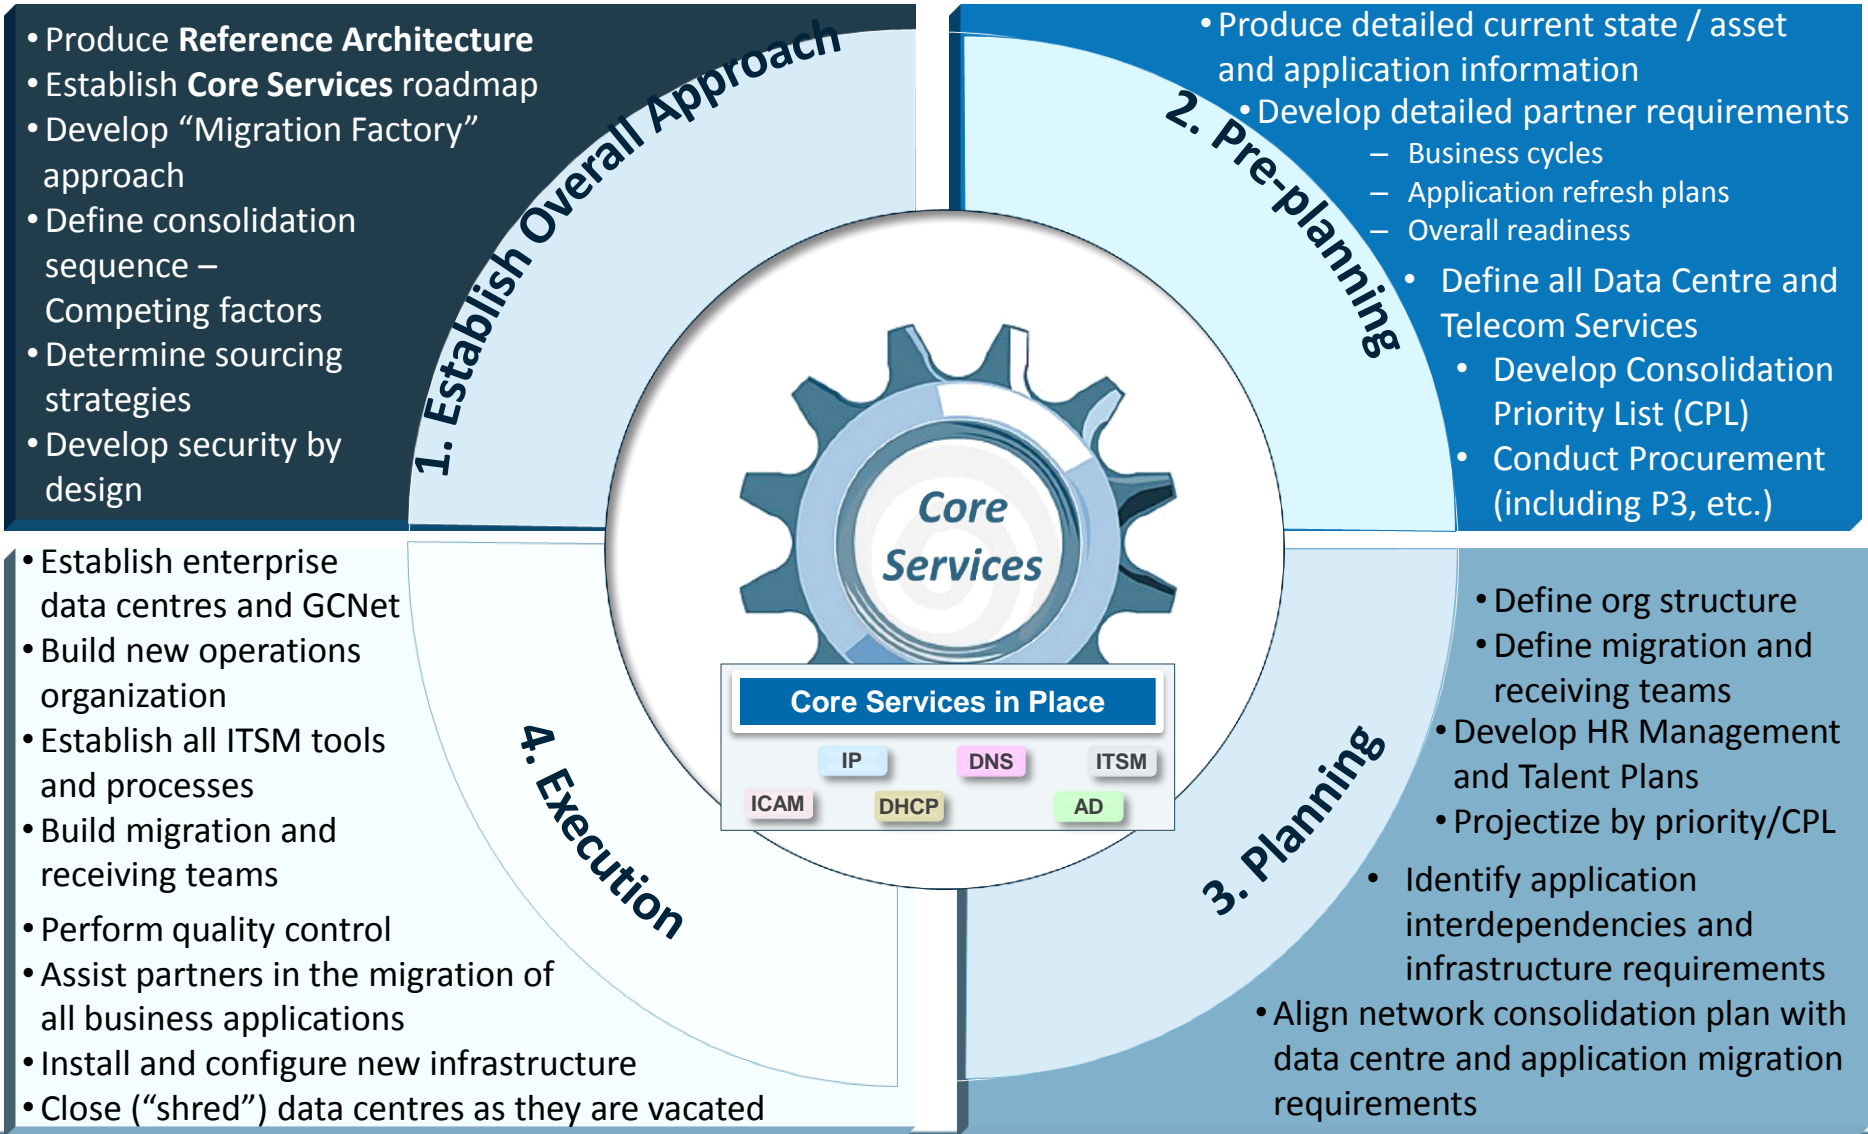 • Produce Reference Architecture
• Establish Core Services roadmap
• Develop “Migration Factory”
approach
• Define consolidation
sequence –
Competing factors
• Determine sourcing
strategies
• Develop security by
design
1. Establish Overall Approach
• Produce detailed current state / asset
and application information
• Develop detailed partner requirements
– Business cycles
– Application refresh plans
– Overall readiness
• Define all Data Centre and
Telecom Services
• Develop Consolidation
Priority List (CPL)
• Conduct Procurement
(including P3, etc.)
2. Pre-planning
Core
Services
Core Services in Place
IP DNS ITSM
ICAM DHCP AD
• Define org structure
• Define migration and
receiving teams
• Develop HR Management
and Talent Plans
• Projectize by priority/CPL
• Identify application
interdependencies and
infrastructure requirements
• Align network consolidation plan with
data centre and application migration
requirements
3. Planning
• Establish enterprise
data centres and GCNet
• Build new operations
organization
• Establish all ITSM tools
and processes
• Build migration and
receiving teams
• Perform quality control
• Assist partners in the migration of
all business applications
• Install and configure new infrastructure
• Close (“shred”) data centres as they are vacated
4. Execution